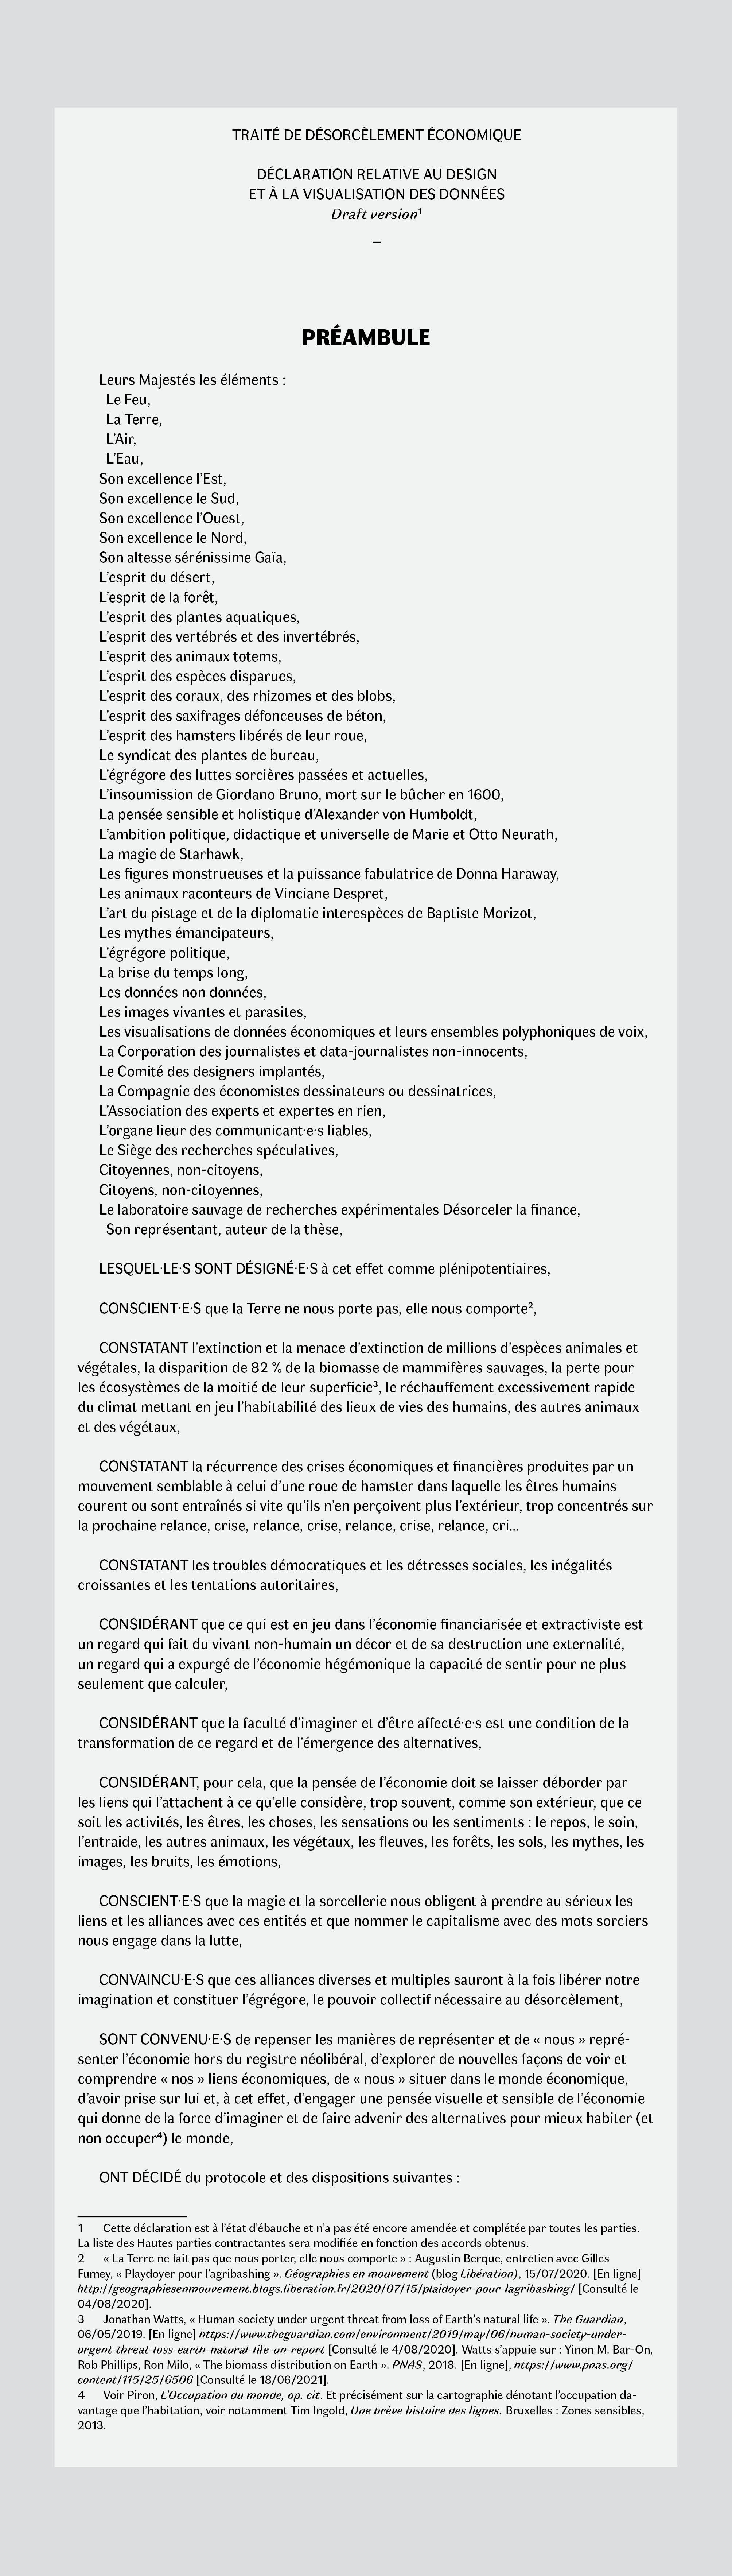 TRAITÉ DE DÉSORCÈLEMENT ÉCONOMIQUE
DÉCLARATION RELATIVE AU DESIGN
ET À LA VISUALISATION DES DONNÉES
Draft version¹
–
PRÉAMBULE
Leurs Majestés les éléments :
Le Feu,
La Terre,
L’Air,
L’Eau,
Son excellence l’Est,
Son excellence le Sud,
Son excellence l’Ouest,
Son excellence le Nord,
Son altesse sérénissime Gaïa,
L’esprit du désert,
L’esprit de la forêt,
L’esprit des plantes aquatiques,
L’esprit des vertébrés et des invertébrés,
L’esprit des animaux totems,
L’esprit des espèces disparues,
L’esprit des coraux, des rhizomes et des blobs,
L’esprit des saxifrages défonceuses de béton,
L’esprit des hamsters libérés de leur roue,
Le syndicat des plantes de bureau,
L’égrégore des luttes sorcières passées et actuelles,
L’insoumission de Giordano Bruno, mort sur le bûcher en 1600,
La pensée sensible et holistique d’Alexander von Humboldt,
L’ambition politique, didactique et universelle de Marie et Otto Neurath,
La magie de Starhawk,
Les figures monstrueuses et la puissance fabulatrice de Donna Haraway,
Les animaux raconteurs de Vinciane Despret,
L’art du pistage et de la diplomatie interespèces de Baptiste Morizot,
Les mythes émancipateurs,
L’égrégore politique,
La brise du temps long,
Les données non données,
Les images vivantes et parasites,
Les visualisations de données économiques et leurs ensembles polyphoniques de voix,
La Corporation des journalistes et data-journalistes non-innocents,
Le Comité des designers implantés,
La Compagnie des économistes dessinateurs ou dessinatrices,
L’Association des experts et expertes en rien,
L’organe lieur des communicant·e·s liables,
Le Siège des recherches spéculatives,
Citoyennes, non-citoyens,
Citoyens, non-citoyennes,
Le laboratoire sauvage de recherches expérimentales Désorceler la finance,
Son représentant, auteur de la thèse,
LESQUEL·LE·S SONT DÉSIGNÉ·E·S à cet effet comme plénipotentiaires,
CONSCIENT·E·S que la Terre ne nous porte pas, elle nous comporte²,
CONSTATANT l’extinction et la menace d’extinction de millions d’espèces animales et
végétales, la disparition de 82 % de la biomasse de mammifères sauvages, la perte pour
les écosystèmes de la moitié de leur superficie³, le réchauffement excessivement rapide
du climat mettant en jeu l’habitabilité des lieux de vies des humains, des autres animaux
et des végétaux,
CONSTATANT la récurrence des crises économiques et financières produites par un
mouvement semblable à celui d’une roue de hamster dans laquelle les êtres humains
courent ou sont entraînés si vite qu’ils n’en perçoivent plus l’extérieur, trop concentrés sur
la prochaine relance, crise, relance, crise, relance, crise, relance, cri...
CONSTATANT les troubles démocratiques et les détresses sociales, les inégalités
croissantes et les tentations autoritaires,
CONSIDÉRANT que ce qui est en jeu dans l’économie financiarisée et extractiviste est
un regard qui fait du vivant non-humain un décor et de sa destruction une externalité,
un regard qui a expurgé de l’économie hégémonique la capacité de sentir pour ne plus
seulement que calculer,
CONSIDÉRANT que la faculté d’imaginer et d’être affecté·e·s est une condition de la
transformation de ce regard et de l’émergence des alternatives,
CONSIDÉRANT, pour cela, que la pensée de l’économie doit se laisser déborder par
les liens qui l’attachent à ce qu’elle considère, trop souvent, comme son extérieur, que ce
soit les activités, les êtres, les choses, les sensations ou les sentiments : le repos, le soin,
l’entraide, les autres animaux, les végétaux, les fleuves, les forêts, les sols, les mythes, les
images, les bruits, les émotions,
CONSCIENT·E·S que la magie et la sorcellerie nous obligent à prendre au sérieux les
liens et les alliances avec ces entités et que nommer le capitalisme avec des mots sorciers
nous engage dans la lutte,
CONVAINCU·E·S que ces alliances diverses et multiples sauront à la fois libérer notre
imagination et constituer l’égrégore, le pouvoir collectif nécessaire au désorcèlement,
SONT CONVENU·E·S de repenser les manières de représenter et de « nous » repré-
senter l’économie hors du registre néolibéral, d’explorer de nouvelles façons de voir et
comprendre « nos » liens économiques, de « nous » situer dans le monde économique,
d’avoir prise sur lui et, à cet effet, d’engager une pensée visuelle et sensible de l’économie
qui donne de la force d’imaginer et de faire advenir des alternatives pour mieux habiter (et
non occuper⁴) le monde,
ONT DÉCIDÉ du protocole et des dispositions suivantes :
1 Cette déclaration est à l’état d’ébauche et n’a pas été encore amendée et complétée par toutes les parties.
La liste des Hautes parties contractantes sera modifiée en fonction des accords obtenus.
2 « La Terre ne fait pas que nous porter, elle nous comporte » : Augustin Berque, entretien avec Gilles
Fumey, « Playdoyer pour l’agribashing ». Géographies en mouvement (blog Libération), 15/07/2020. [En ligne]
http://geographiesenmouvement.blogs.liberation.fr/2020/07/15/plaidoyer-pour-lagribashing/ [Consulté le
04/08/2020].
3 Jonathan Watts, « Human society under urgent threat from loss of Earth’s natural life ». The Guardian,
06/05/2019. [En ligne] https://www.theguardian.com/environment/2019/may/06/human-society-under-
urgent-threat-loss-earth-natural-life-un-report [Consulté le 4/08/2020]. Watts s’appuie sur : Yinon M. Bar-On,
Rob Phillips, Ron Milo, « The biomass distribution on Earth ». PNAS, 2018. [En ligne], https://www.pnas.org/
content/115/25/6506 [Consulté le 18/06/2021].
4 Voir Piron, L’Occupation du monde, op. cit. Et précisément sur la cartographie dénotant l’occupation da-
vantage que l’habitation, voir notamment Tim Ingold, Une brève histoire des lignes. Bruxelles : Zones sensibles,
2013.